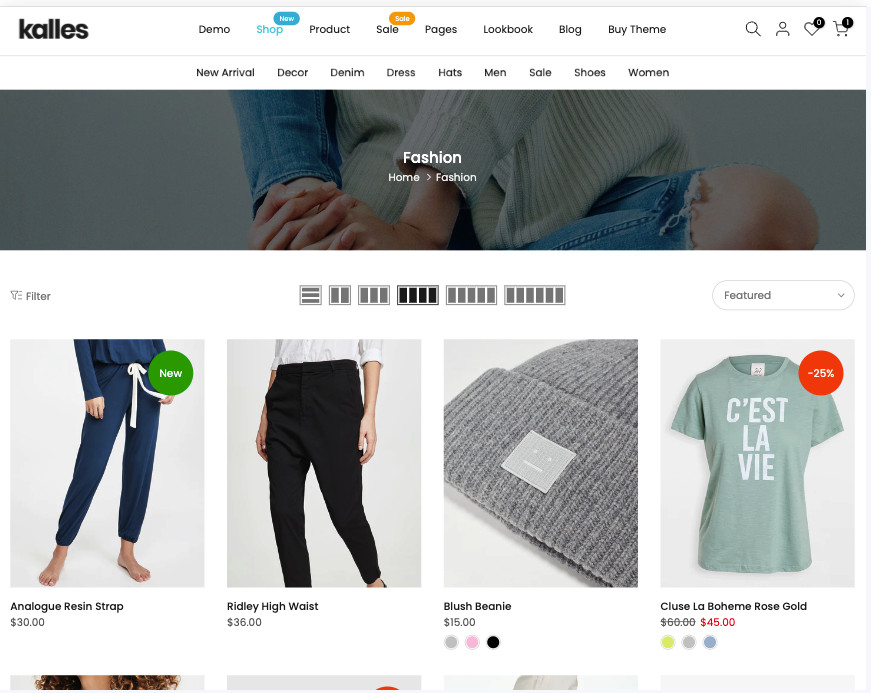 kalles
Demo
Shop
New
Product
Sale
Sale
Pages
Lookbook
Blog
Buy Theme
0
1
New Arrival
Decor
Denim
Dress
Hats
Men
Sale
Shoes
Women
Fashion
Home > Fashion
Filter
Featured
New
-25%
C'EST
LA
VIE
Analogue Resin Strap
$30.00
Ridley High Waist
$36.00
Blush Beanie
$15.00
Cluse La Boheme Rose Gold
$60.00 $45.00